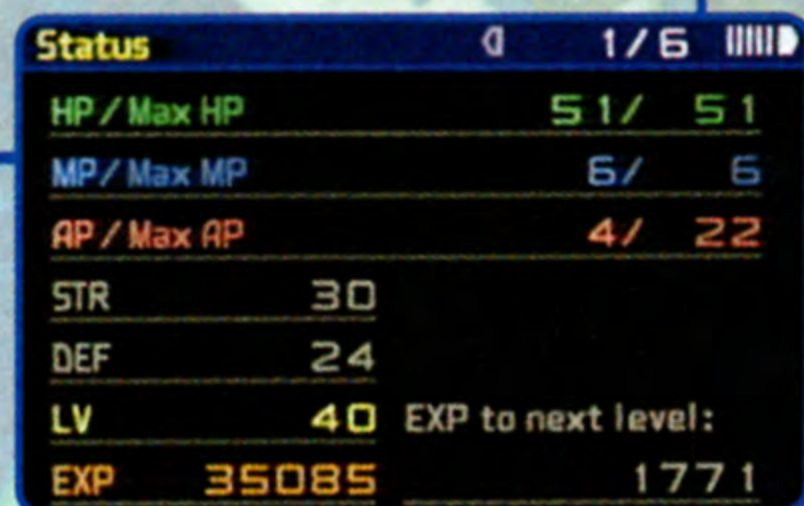 Status 1/6
HP/Max HP 51/ 51
MP/Max MP 6/ 6
AP/Max AP 4/ 22
STR 30
DEF 24
LV 40 EXP to next level:
EXP 35085 1771